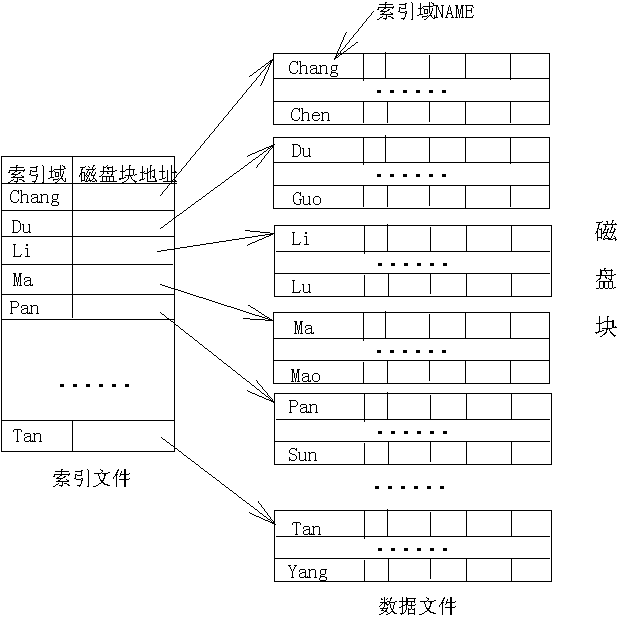 索引域NAME
Chang
......
Chen
Du
......
Guo
Li
......
Lu
Ma
......
Mao
Pan
......
Sun
......
Tan
......
Yang
数据文件
索引域 磁盘块地址
Chang
Du
Li
Ma
Pan
......
Tan
索引文件
磁
盘
块